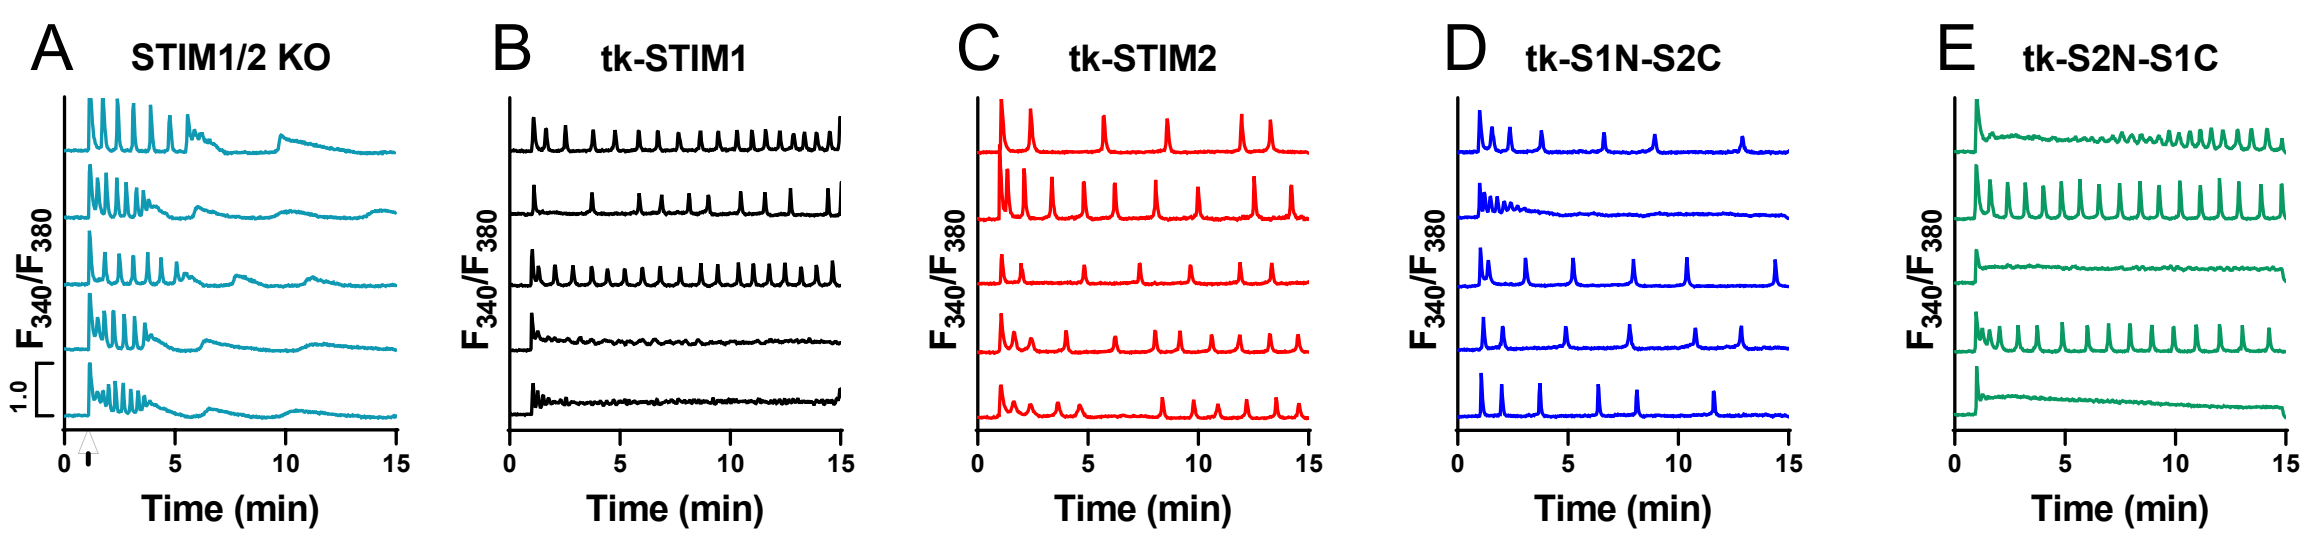 A STIM1/2 KO
F340/F380
1.0
0 5 10 15
Time (min)
B tk-STIM1
F340/F380
0 5 10 15
Time (min)
C tk-STIM2
F340/F380
0 5 10 15
Time (min)
D tk-S1N-S2C
F340/F380
0 5 10 15
Time (min)
E tk-S2N-S1C
F340/F380
0 5 10 15
Time (min)